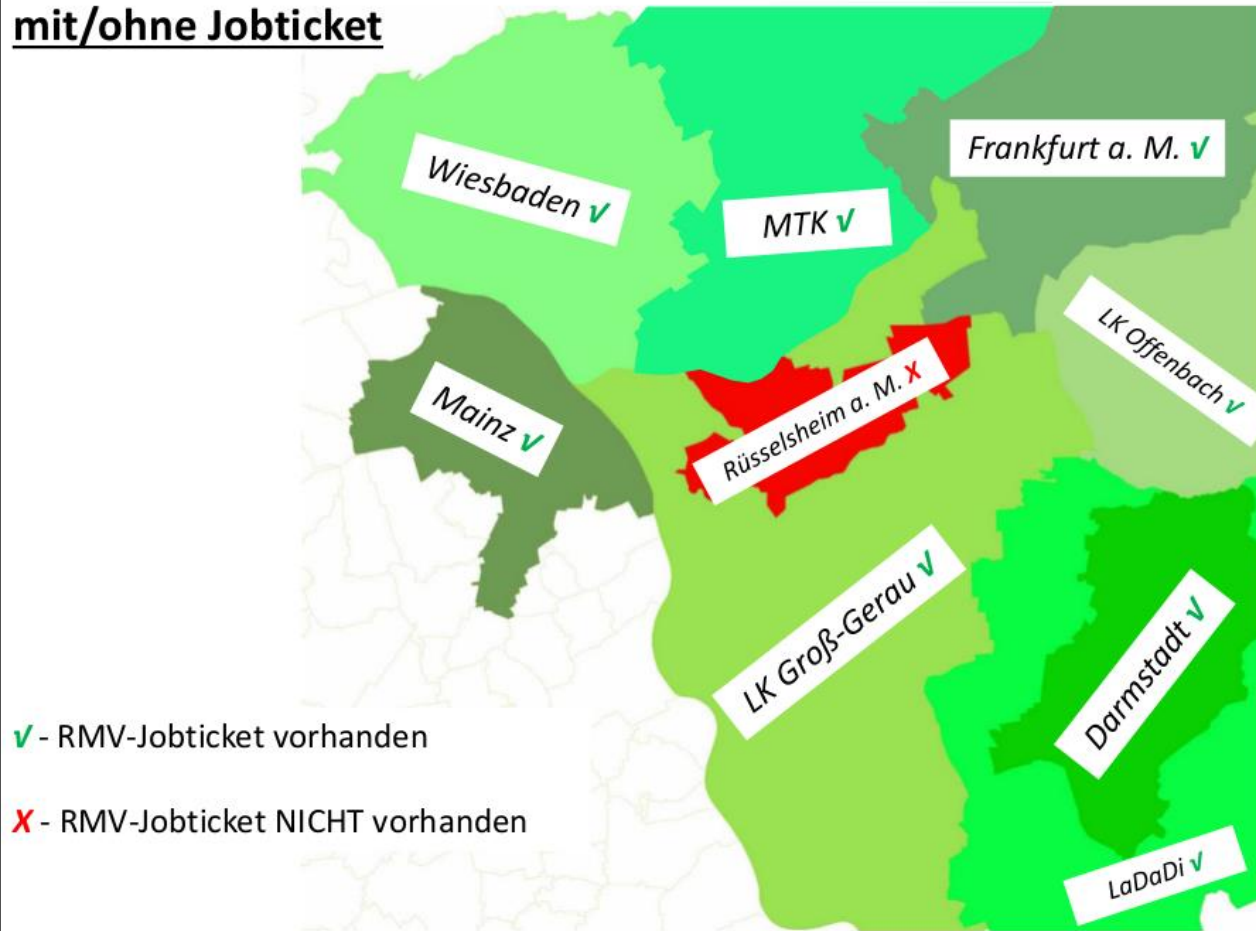 mit/ohne Jobticket
Frankfurt a. M. √
Wiesbaden √
MTK √
LK Offenbach √
Rüsselsheim a. M. X
Mainz √
LK Groß-Gerau √
Darmstadt √
√ - RMV-Jobticket vorhanden
X - RMV-Jobticket NICHT vorhanden
LaDaDi √